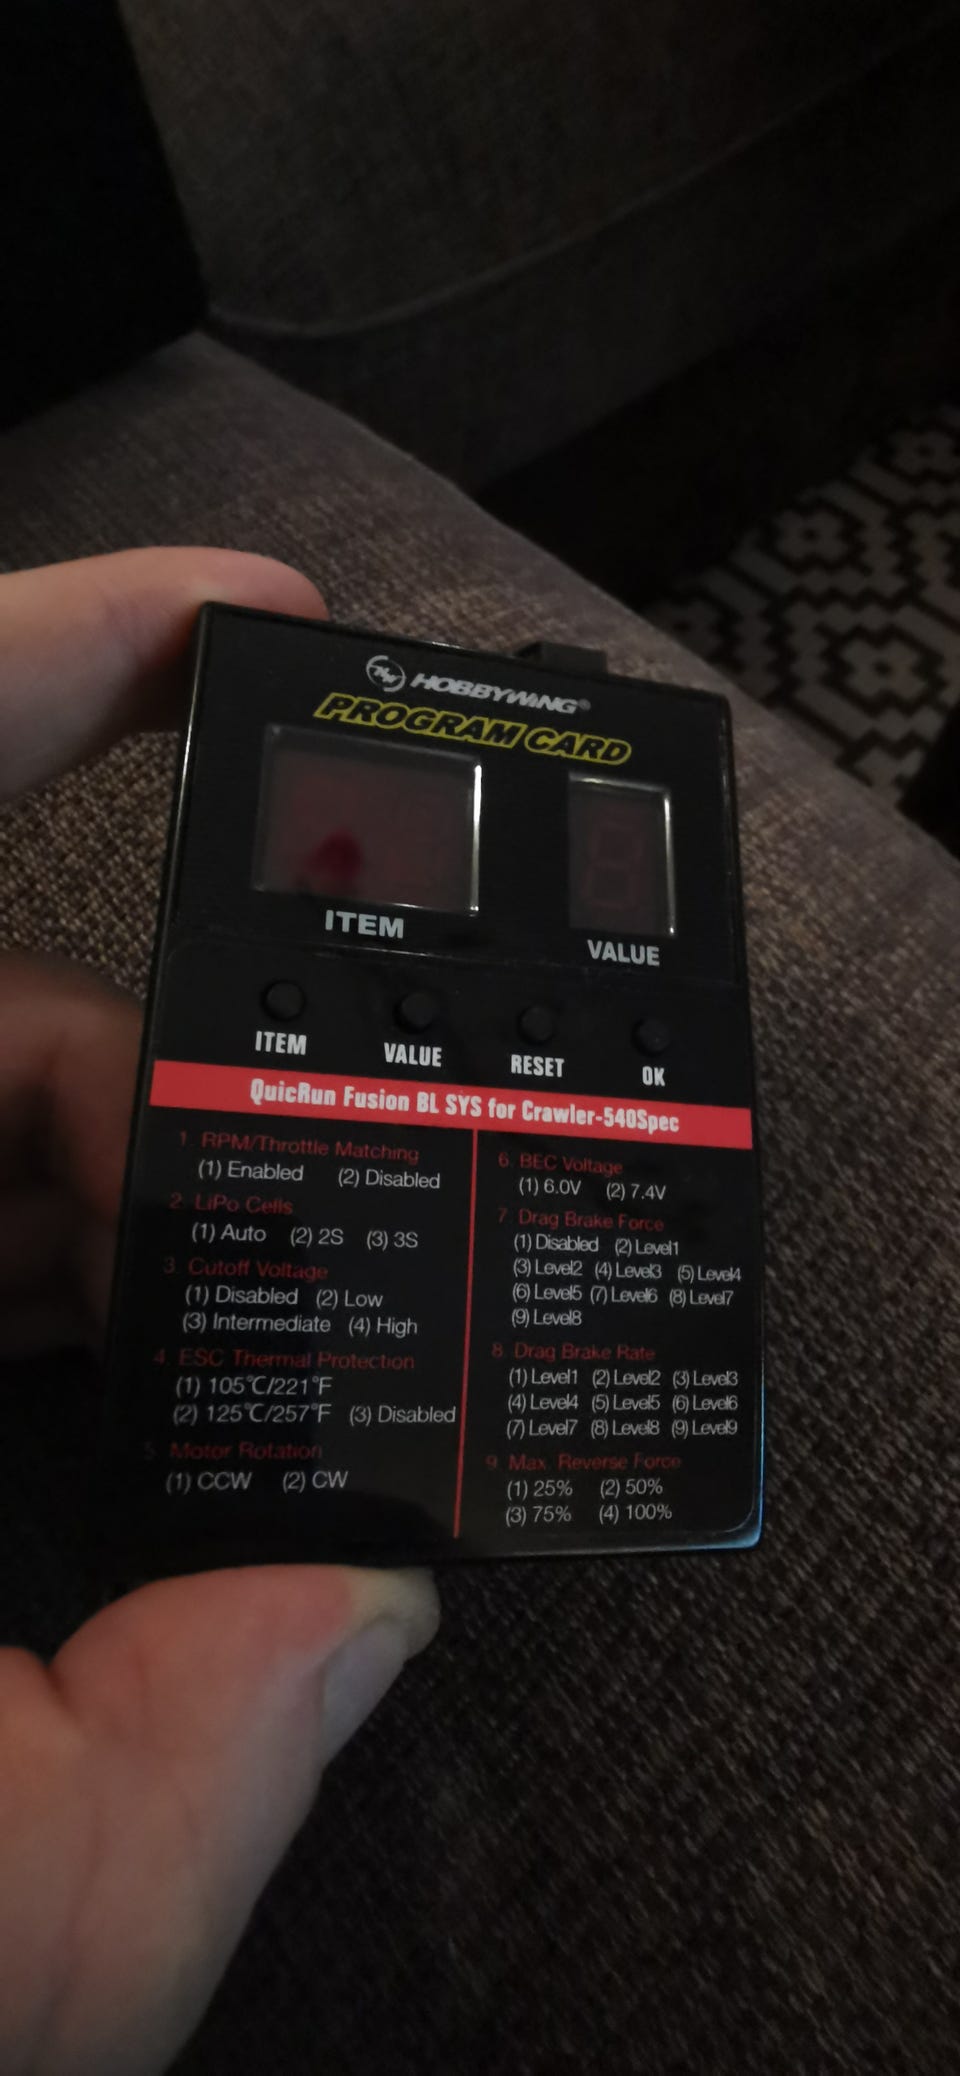 HW HOBBYWING®
PROGRAM CARD
ITEM
VALUE
ITEM VALUE RESET OK
QuicRun Fusion BL SYS for Crawler-540Spec
1. RPM/Throttle Matching
(1) Enabled (2) Disabled
2. LiPo Cells
(1) Auto (2) 2S (3) 3S
3. Cutoff Voltage
(1) Disabled (2) Low
(3) Intermediate (4) High
4. ESC Thermal Protection
(1) 105°C/221°F
(2) 125°C/257°F (3) Disabled
5. Motor Rotation
(1) CCW (2) CW
6. BEC Voltage
(1) 6.0V (2) 7.4V
7. Drag Brake Force
(1) Disabled (2) Level1
(3) Level2 (4) Level3 (5) Level4
(6) Level5 (7) Level6 (8) Level7
(9) Level8
8. Drag Brake Rate
(1) Level1 (2) Level2 (3) Level3
(4) Level4 (5) Level5 (6) Level6
(7) Level7 (8) Level8 (9) Level9
9. Max. Reverse Force
(1) 25% (2) 50%
(3) 75% (4) 100%